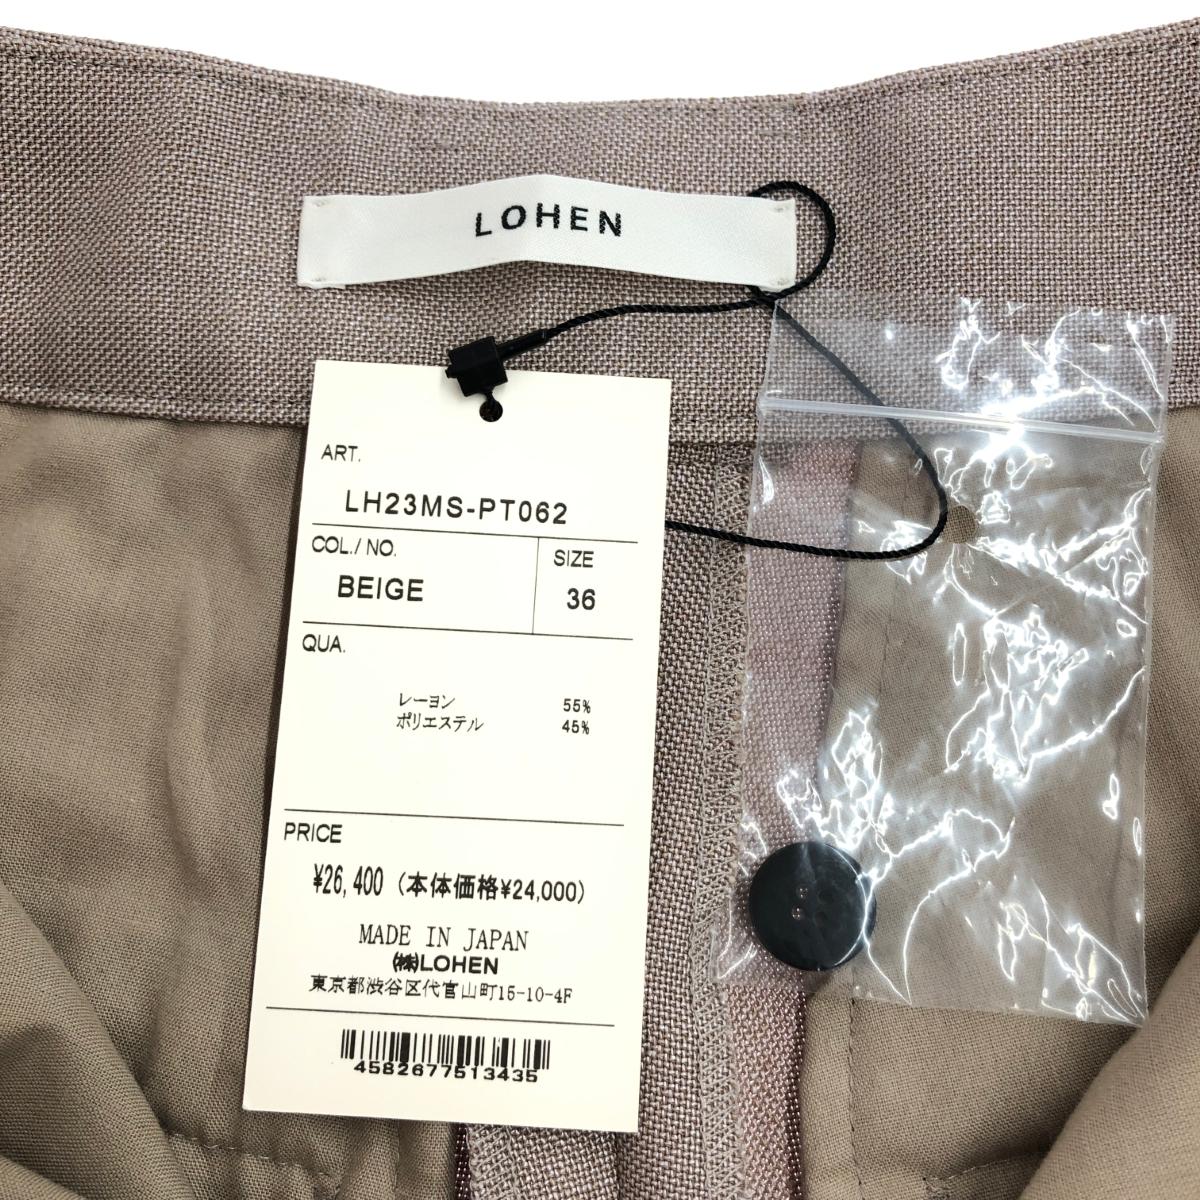 LOHEN
ART.
LH23MS-PT062
COL./NO. SIZE
BEIGE 36
QUA.
レーヨン 55%
ポリエステル 45%
PRICE
¥26,400 (本体価格¥24,000)
MADE IN JAPAN
㈱LOHEN
東京都渋谷区代官山町15-10-4F
4582677513435